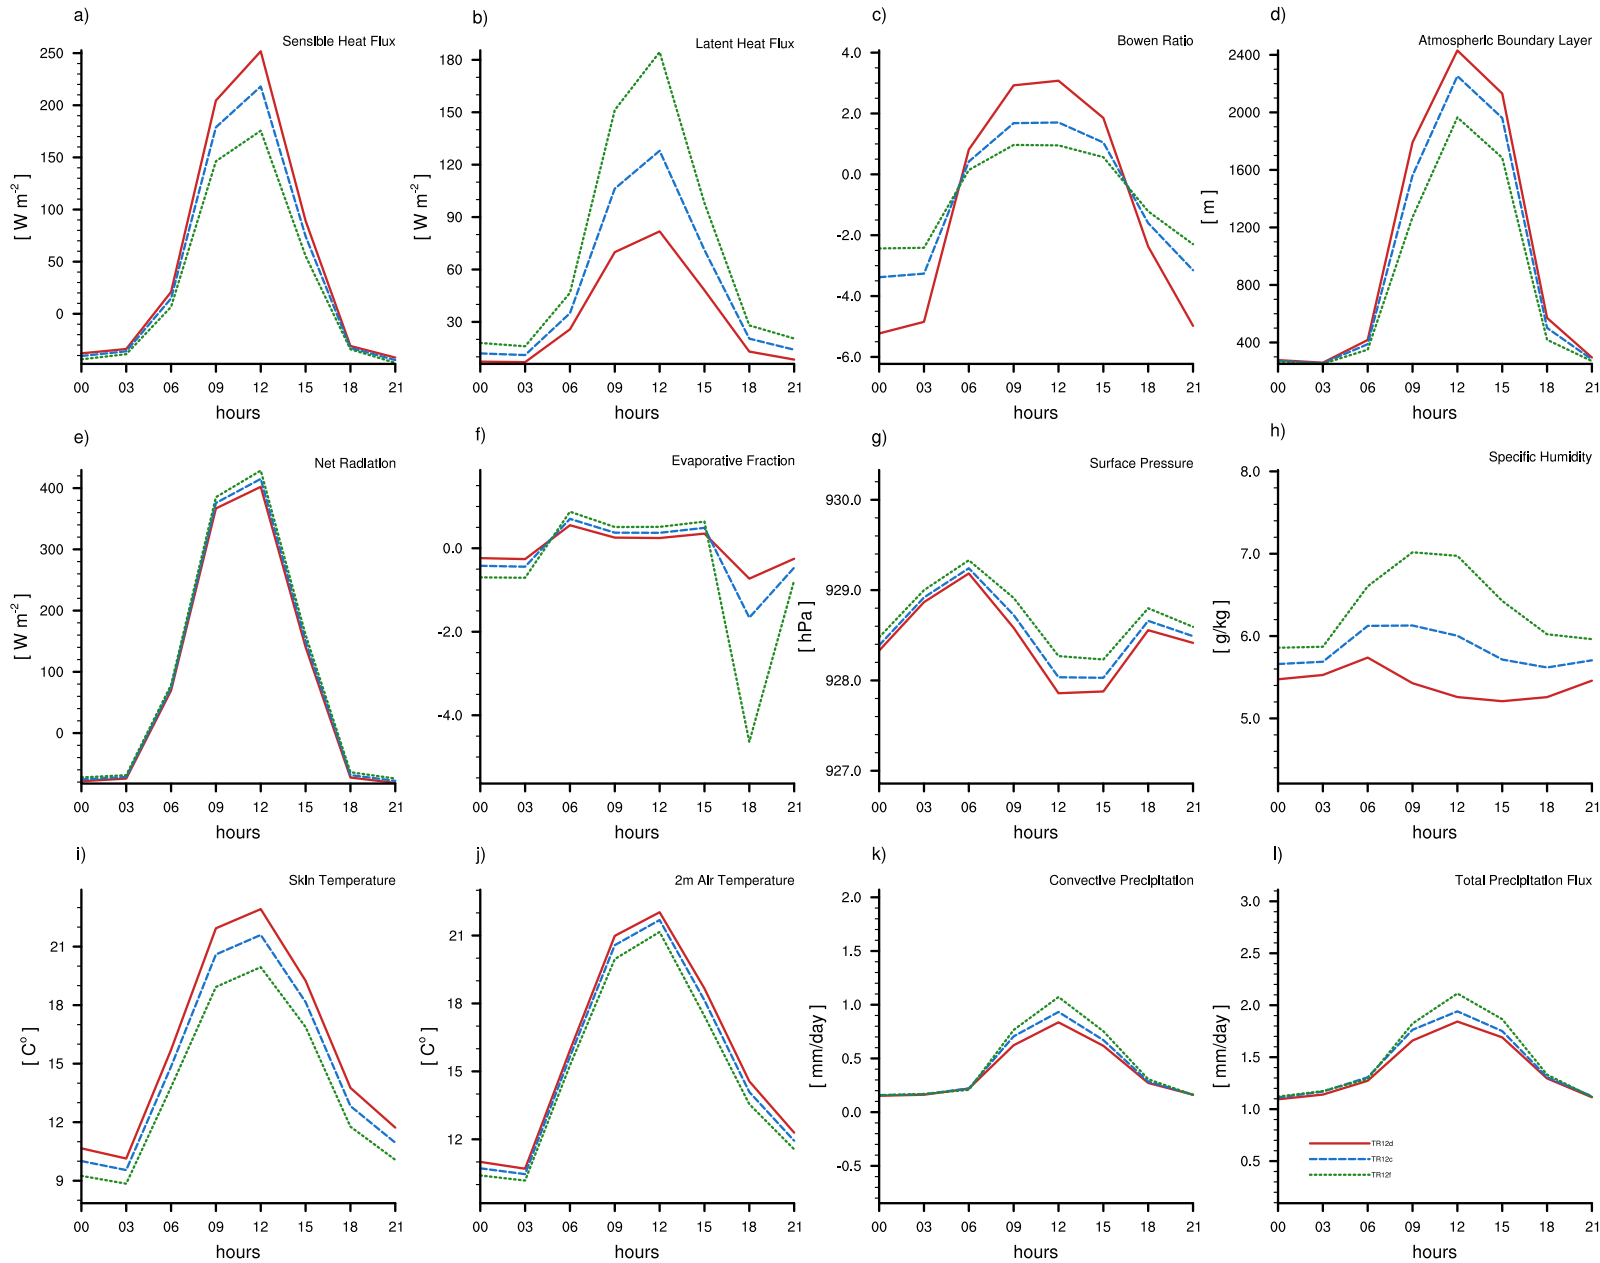 a)
Sensible Heat Flux
[ W m-2 ]
250
200
150
100
50
0
00 03 06 09 12 15 18 21
hours
b)
Latent Heat Flux
[ W m-2 ]
180
150
120
90
60
30
00 03 06 09 12 15 18 21
hours
c)
Bowen Ratio
4.0
2.0
0.0
-2.0
-4.0
-6.0
00 03 06 09 12 15 18 21
hours
d)
Atmospheric Boundary Layer
[ m ]
2400
2000
1600
1200
800
400
00 03 06 09 12 15 18 21
hours
e)
Net Radiation
[ W m-2 ]
400
300
200
100
0
00 03 06 09 12 15 18 21
hours
f)
Evaporative Fraction
0.0
-2.0
-4.0
00 03 06 09 12 15 18 21
hours
g)
Surface Pressure
[ hPa ]
930.0
929.0
928.0
927.0
00 03 06 09 12 15 18 21
hours
h)
Specific Humidity
[ g/kg ]
8.0
7.0
6.0
5.0
00 03 06 09 12 15 18 21
hours
i)
Skin Temperature
[ Co ]
21
18
15
12
9
00 03 06 09 12 15 18 21
hours
j)
2m Air Temperature
[ Co ]
21
18
15
12
00 03 06 09 12 15 18 21
hours
k)
Convective Precipitation
[ mm/day ]
2.0
1.5
1.0
0.5
0.0
-0.5
00 03 06 09 12 15 18 21
hours
l)
Total Precipitation Flux
[ mm/day ]
3.0
2.5
2.0
1.5
1.0
0.5
TR12d
TR12c
TR12f
00 03 06 09 12 15 18 21
hours